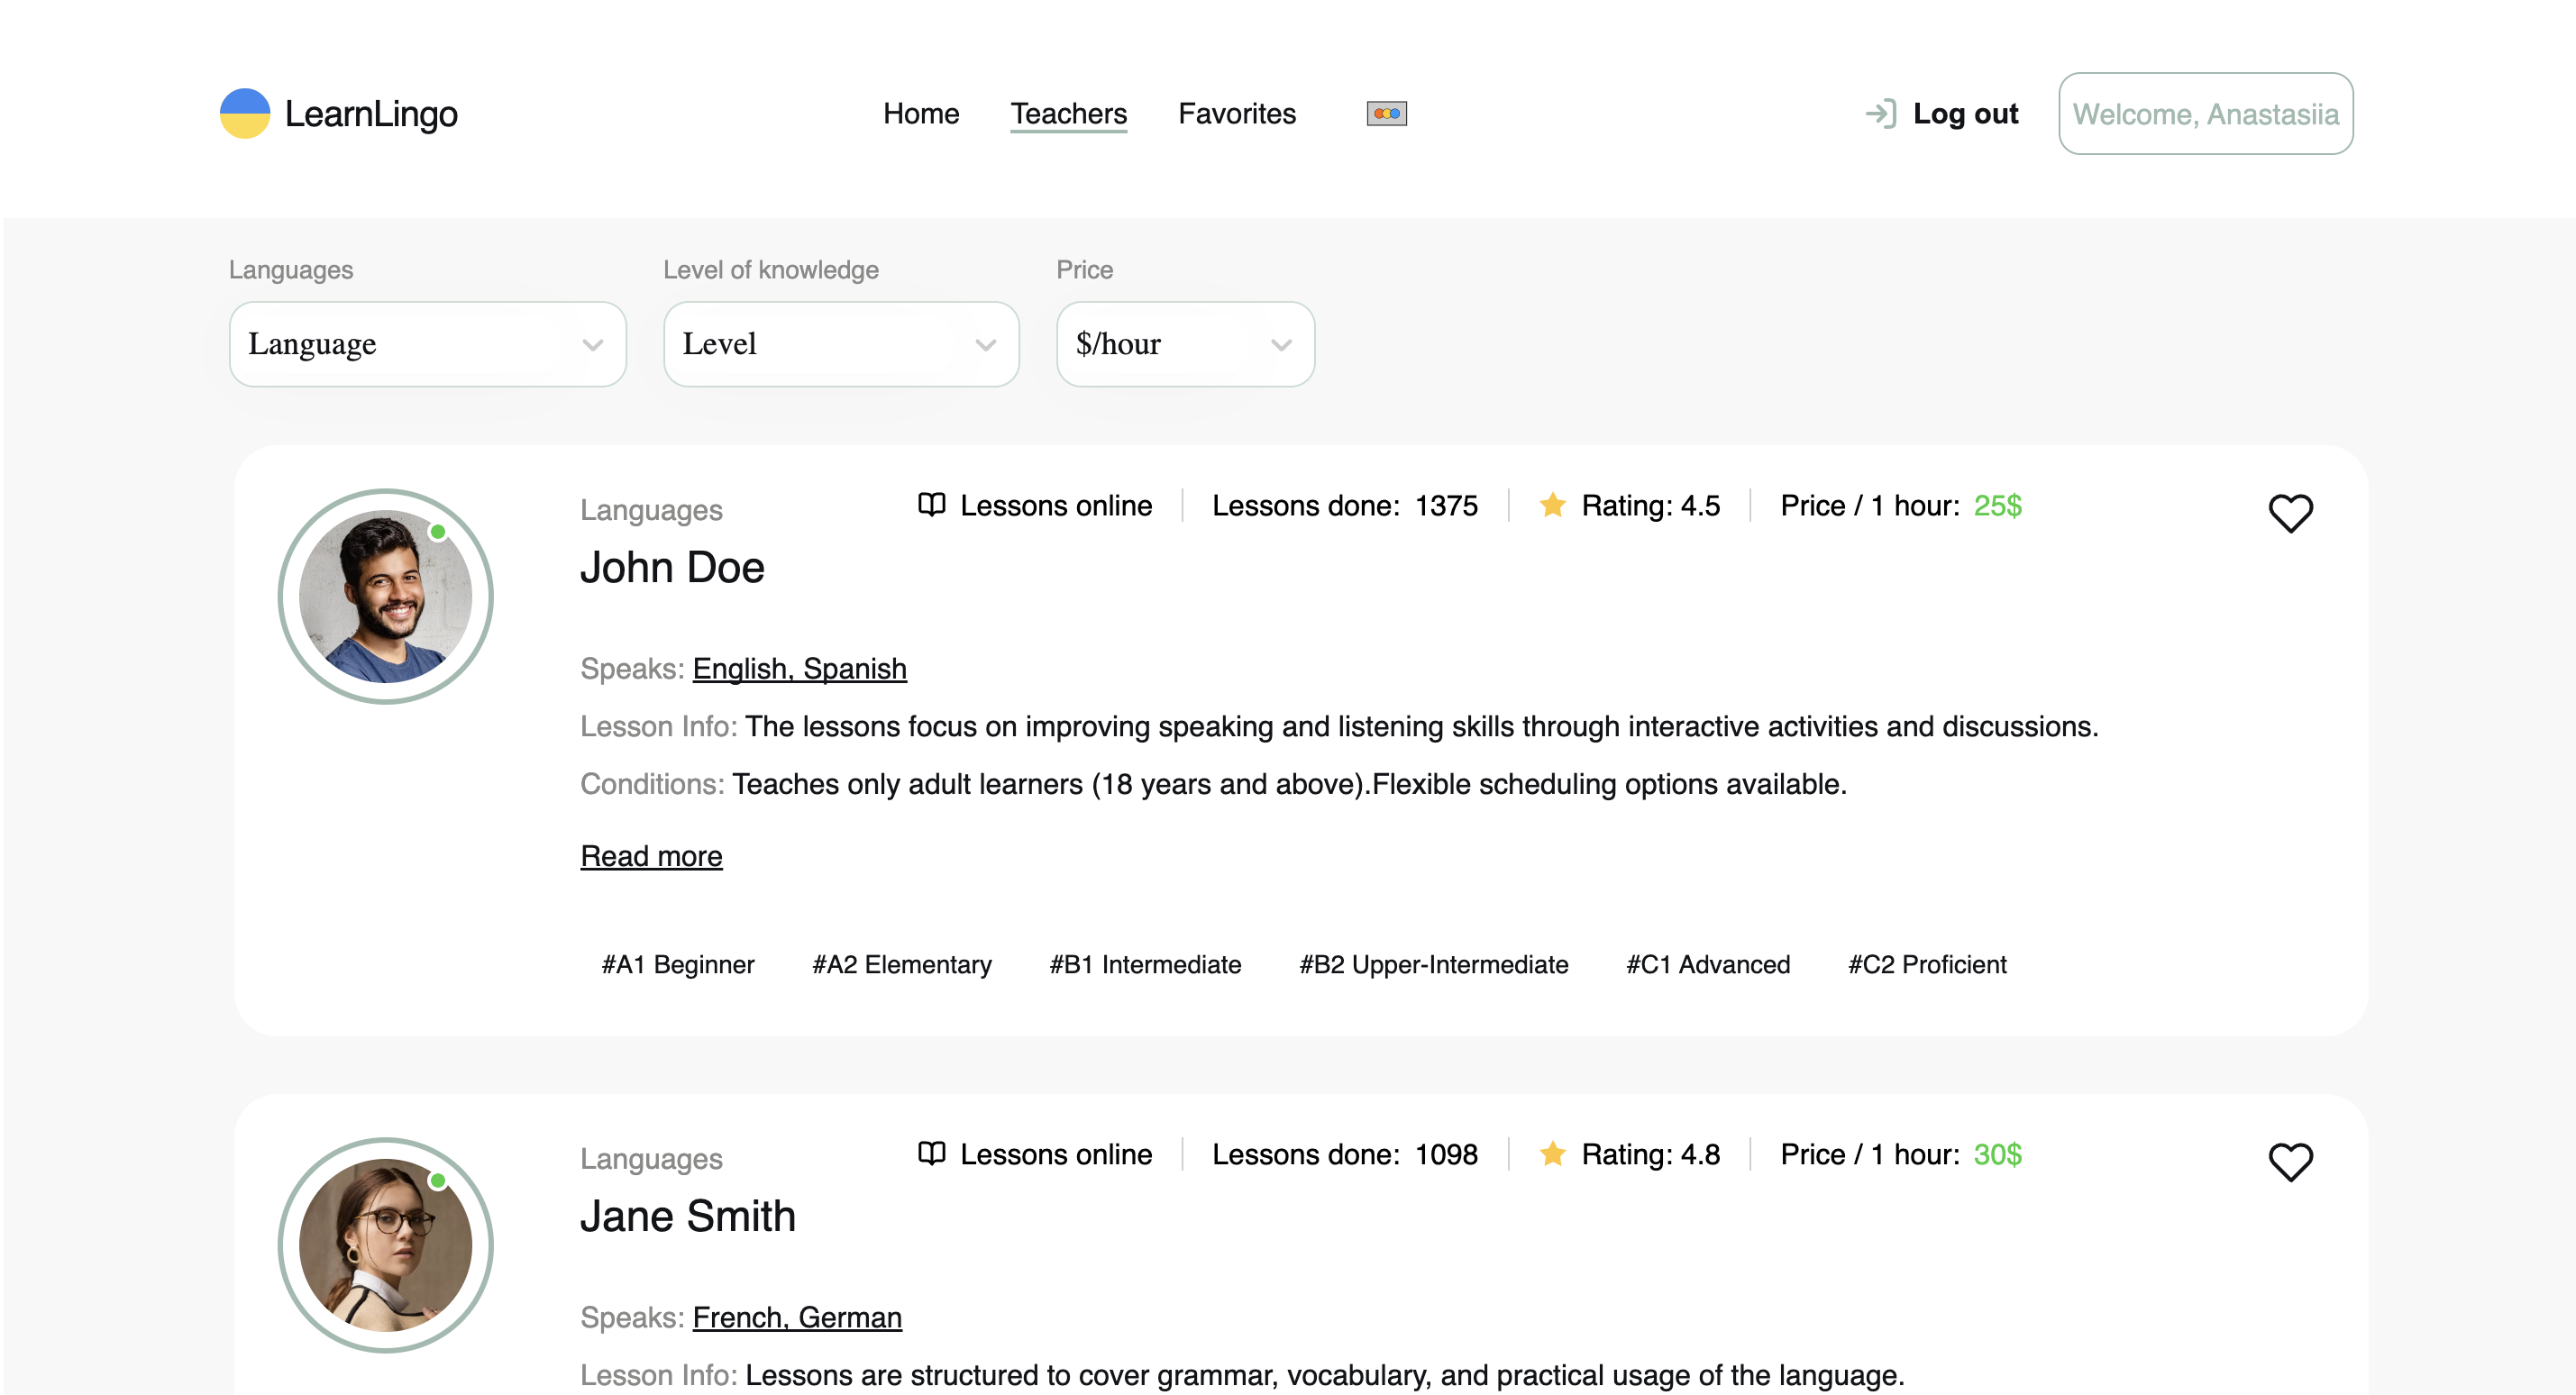 LearnLingo
Home Teachers Favorites
Log out
Welcome, Anastasiia
Languages Level of knowledge Price
Language Level $/hour
Languages Lessons online Lessons done: 1375 Rating: 4.5 Price / 1 hour: 25$
John Doe
Speaks: English, Spanish
Lesson Info: The lessons focus on improving speaking and listening skills through interactive activities and discussions.
Conditions: Teaches only adult learners (18 years and above).Flexible scheduling options available.
Read more
#A1 Beginner #A2 Elementary #B1 Intermediate #B2 Upper-Intermediate #C1 Advanced #C2 Proficient
Languages Lessons online Lessons done: 1098 Rating: 4.8 Price / 1 hour: 30$
Jane Smith
Speaks: French, German
Lesson Info: Lessons are structured to cover grammar, vocabulary, and practical usage of the language.